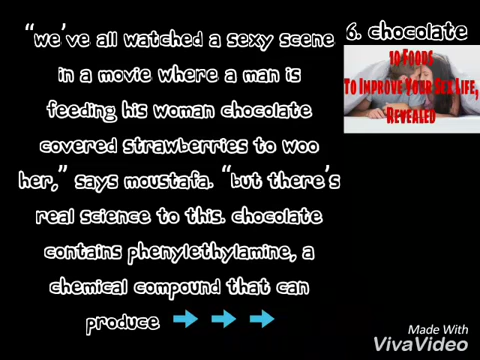 “we’ve all watched a sexy scene
in a movie where a man is
feeding his woman chocolate
covered strawberries to woo
her,” says moustafa. “but there’s
real science to this. chocolate
contains phenylethylamine, a
chemical compound that can
produce
6. chocolate
10 Foods
To Improve Your Sex Life,
Revealed
Made With
VivaVideo